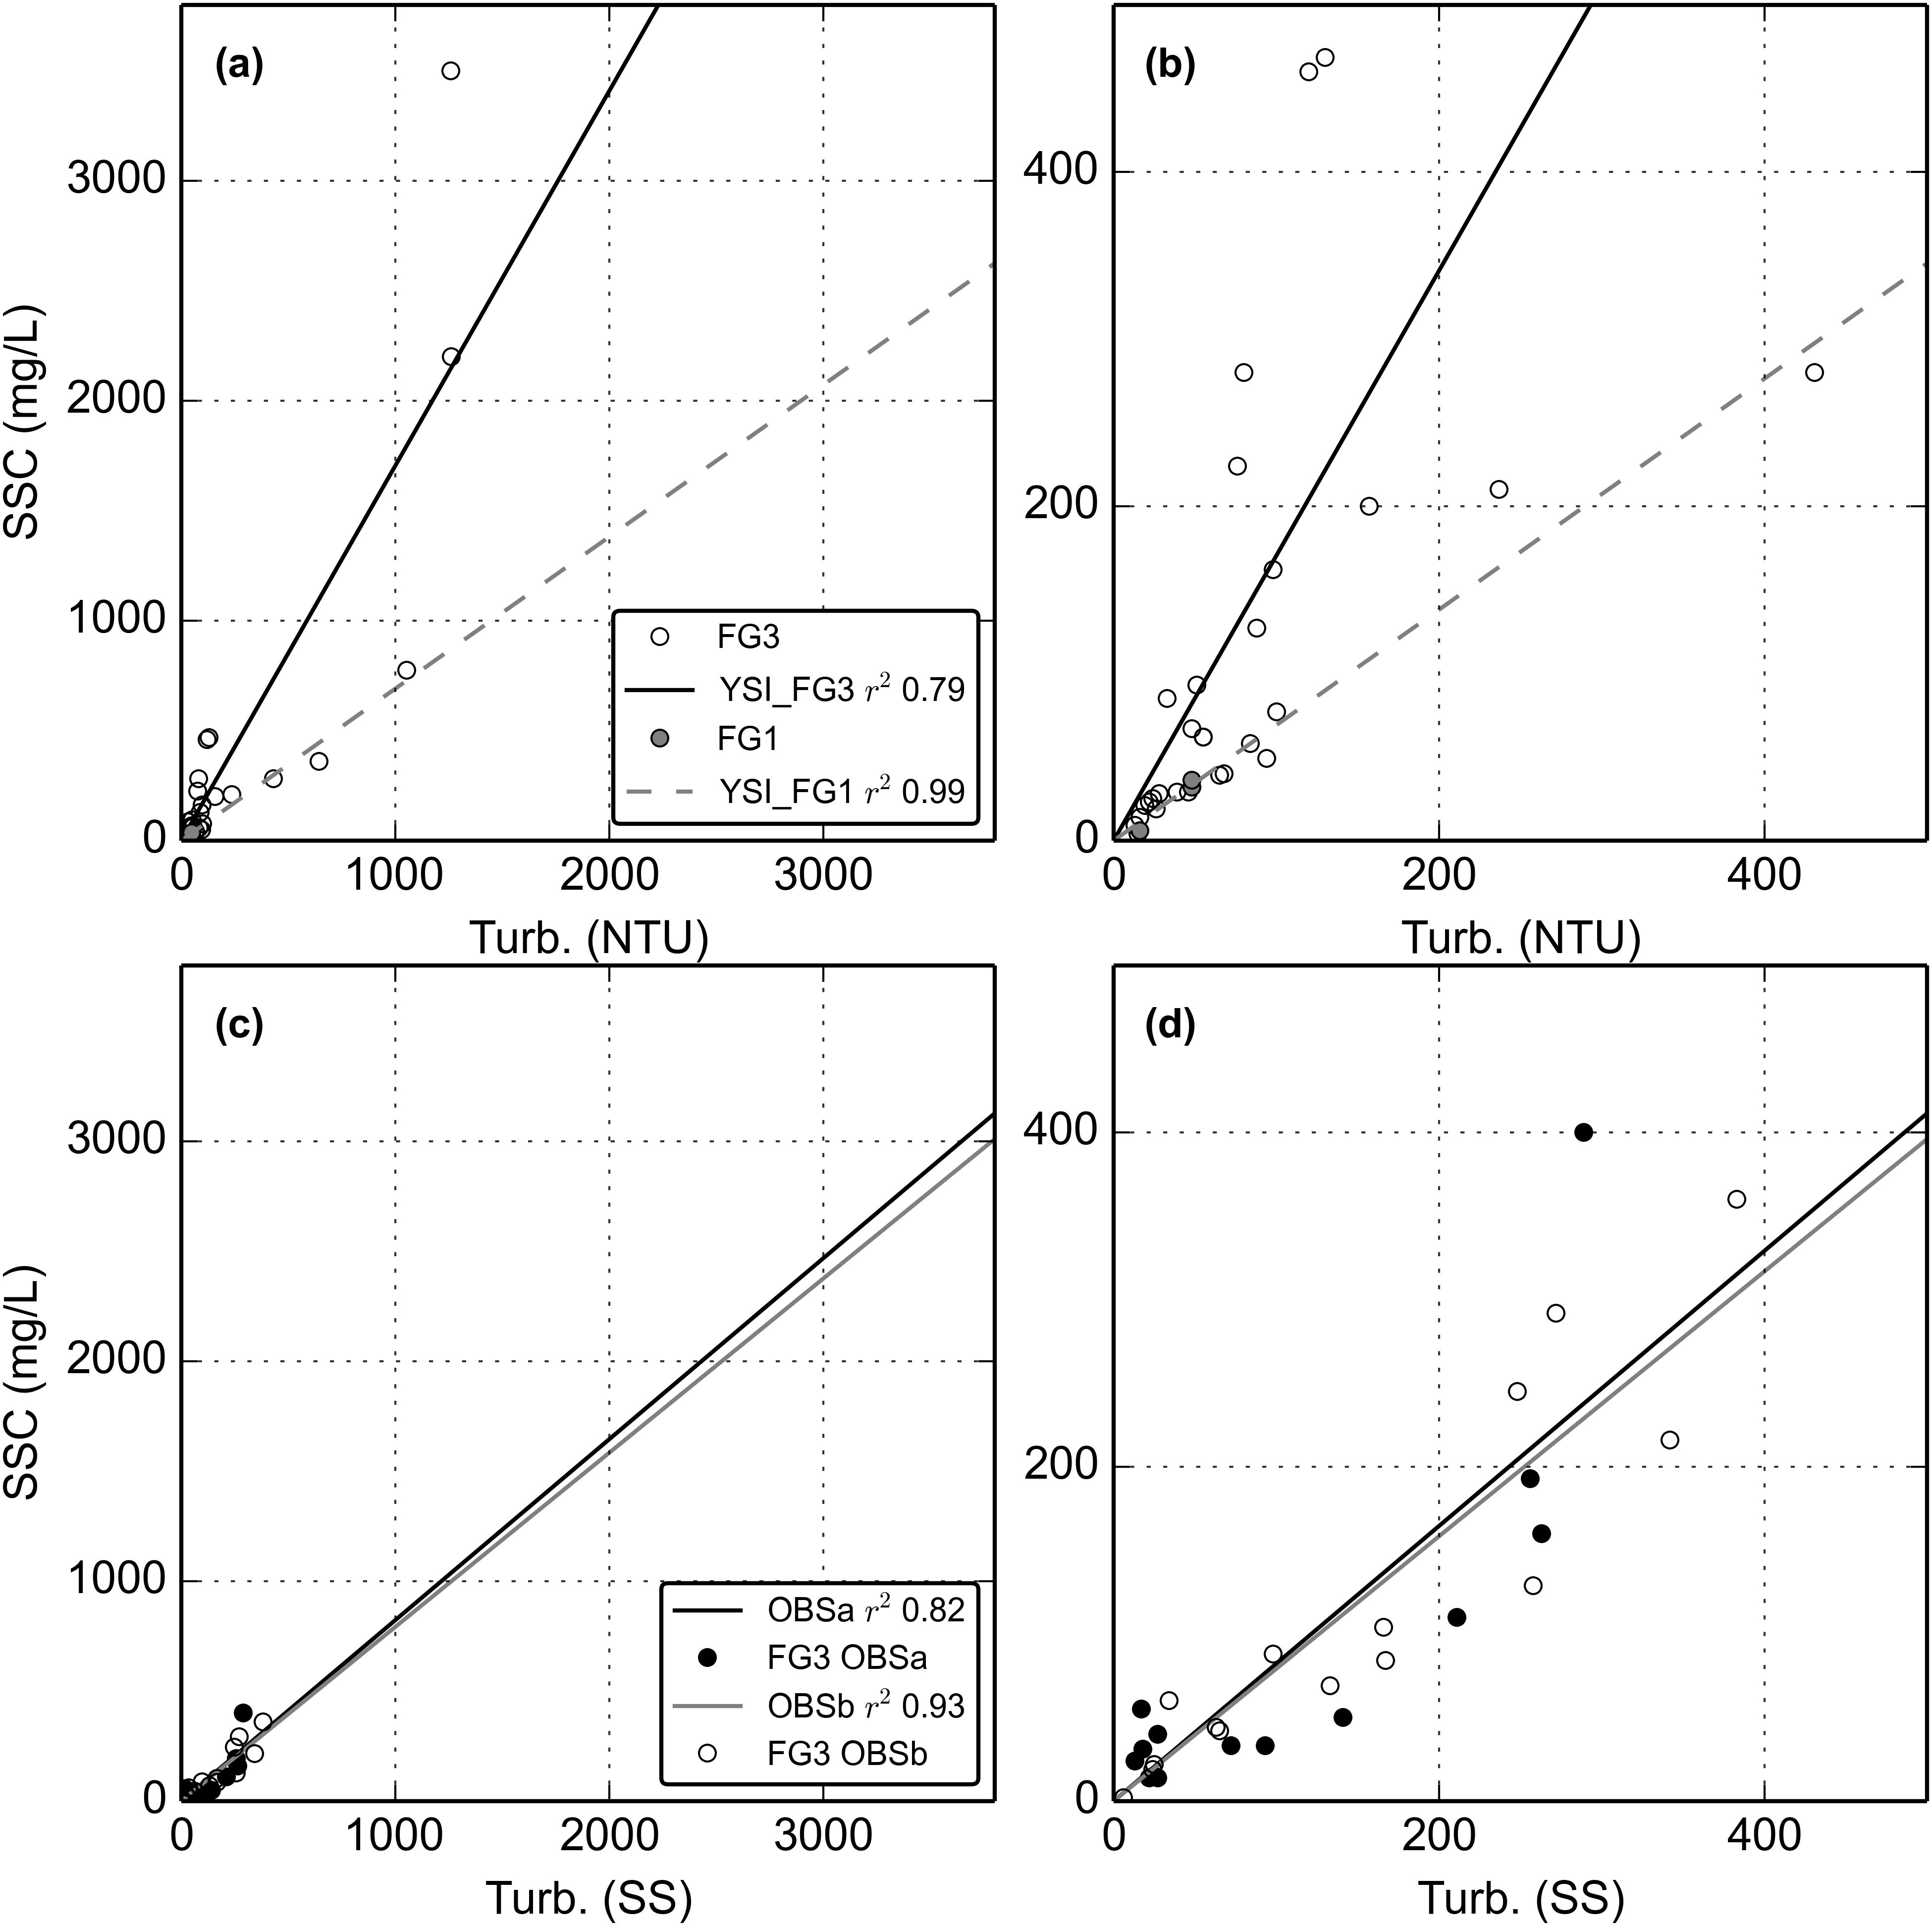 (a)
3000
2000
1000
0
0 1000 2000 3000
SSC (mg/L)
Turb. (NTU)
FG3
YSI_FG3 r² 0.79
FG1
YSI_FG1 r² 0.99
(b)
400
200
0
0 200 400
Turb. (NTU)
(c)
3000
2000
1000
0
0 1000 2000 3000
SSC (mg/L)
Turb. (SS)
OBSa r² 0.82
FG3 OBSa
OBSb r² 0.93
FG3 OBSb
(d)
400
200
0
0 200 400
Turb. (SS)